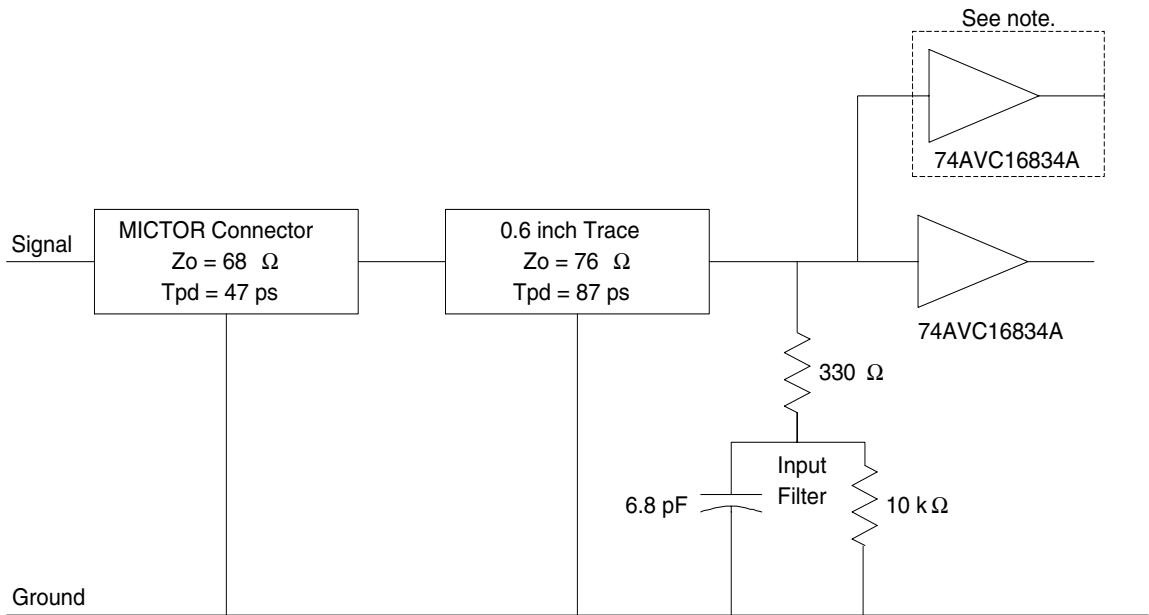 See note.
74AVC16834A
Signal
MICTOR Connector
Zo = 68 Ω
Tpd = 47 ps
0.6 inch Trace
Zo = 76 Ω
Tpd = 87 ps
74AVC16834A
330 Ω
Input
Filter
6.8 pF
10 k Ω
Ground